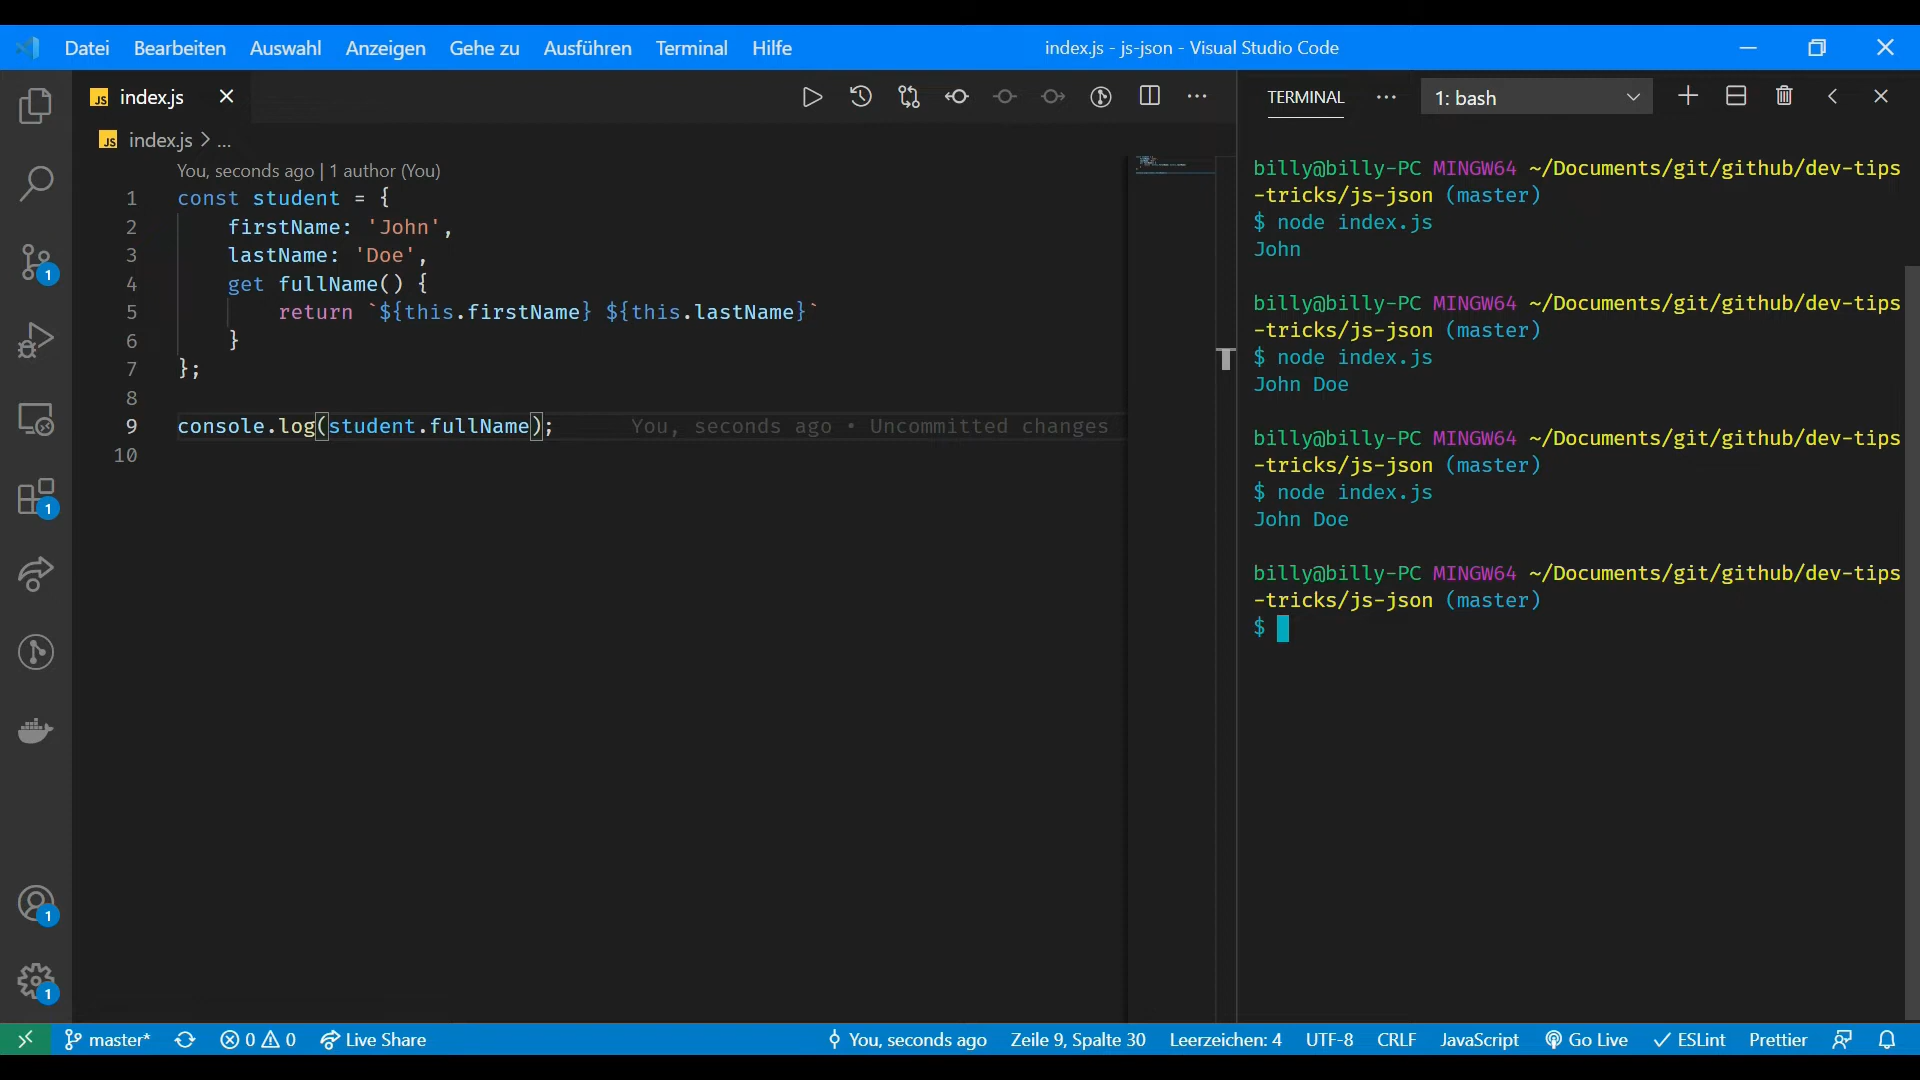 Datei Bearbeiten Auswahl Anzeigen Gehe zu Ausführen Terminal Hilfe
index.js - js-json - Visual Studio Code
JS index.js
JS index.js > ...
You, seconds ago | 1 author (You)
1 const student = {
2     firstName: 'John',
3     lastName: 'Doe',
4     get fullName() {
5         return `${this.firstName} ${this.lastName}`
6     }
7 };
8
9 console.log(student.fullName);      You, seconds ago • Uncommitted changes
10
TERMINAL ··· 1: bash
billy@billy-PC MINGW64 ~/Documents/git/github/dev-tips
-tricks/js-json (master)
$ node index.js
John
billy@billy-PC MINGW64 ~/Documents/git/github/dev-tips
-tricks/js-json (master)
$ node index.js
John Doe
billy@billy-PC MINGW64 ~/Documents/git/github/dev-tips
-tricks/js-json (master)
$ node index.js
John Doe
billy@billy-PC MINGW64 ~/Documents/git/github/dev-tips
-tricks/js-json (master)
$
1
1
1
1
master* 0 0 Live Share You, seconds ago Zeile 9, Spalte 30 Leerzeichen: 4 UTF-8 CRLF JavaScript Go Live ESLint Prettier